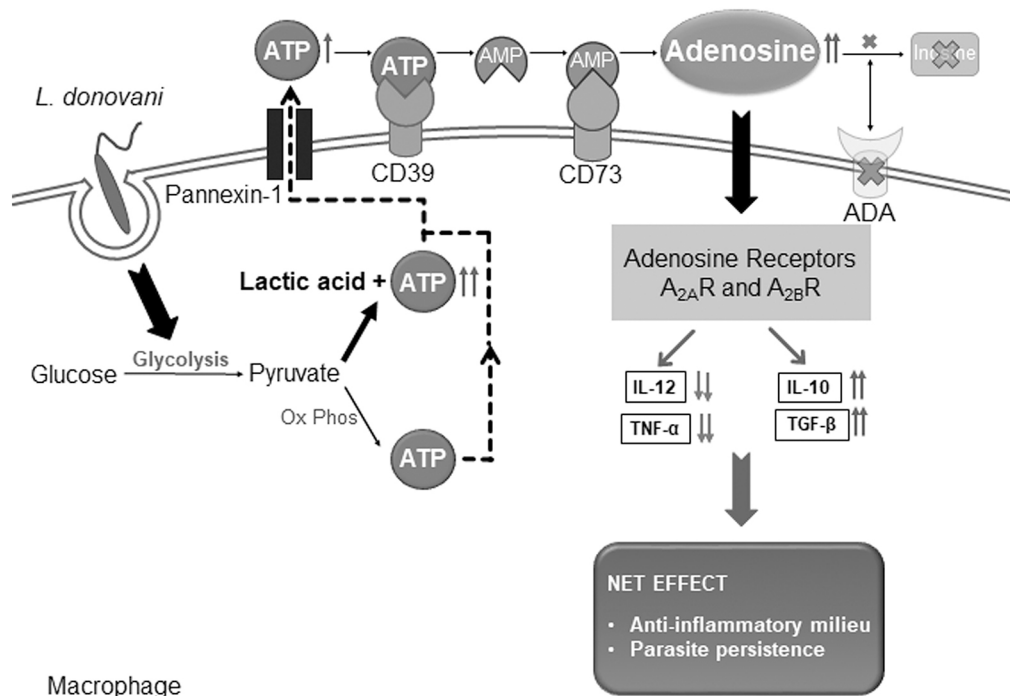 ATP
ATP
AMP
AMP
Adenosine
Inosine
L. donovani
Pannexin-1
CD39
CD73
ADA
Lactic acid +
ATP
Adenosine Receptors
A₂ₐR and A₂ʙR
Glucose
Glycolysis
Pyruvate
Ox Phos
ATP
IL-12
IL-10
TNF-α
TGF-β
NET EFFECT
• Anti-inflammatory milieu
• Parasite persistence
Macrophage